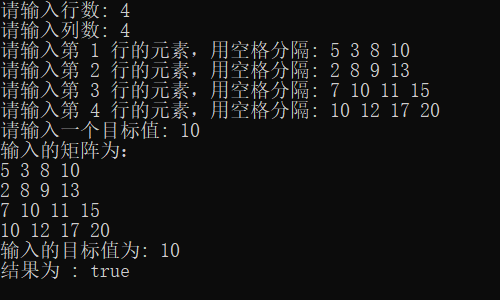 请输入行数: 4
请输入列数: 4
请输入第 1 行的元素，用空格分隔: 5 3 8 10
请输入第 2 行的元素，用空格分隔: 2 8 9 13
请输入第 3 行的元素，用空格分隔: 7 10 11 15
请输入第 4 行的元素，用空格分隔: 10 12 17 20
请输入一个目标值: 10
输入的矩阵为：
5 3 8 10
2 8 9 13
7 10 11 15
10 12 17 20
输入的目标值为: 10
结果为 : true